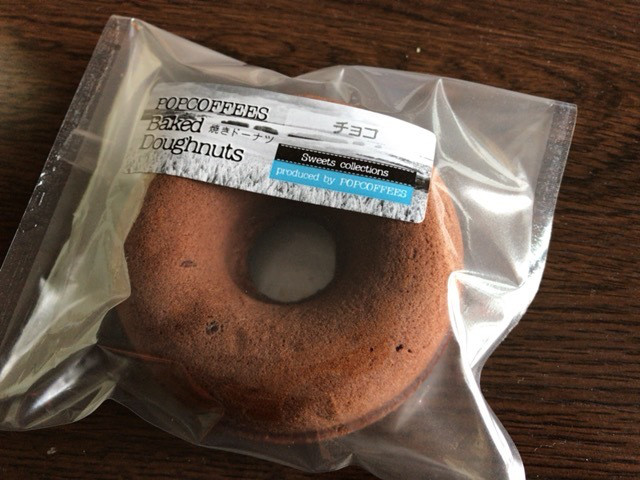 POPCOFFEES
Baked 焼きドーナツ
Doughnuts
チョコ
Sweets collections
produced by POPCOFFEES